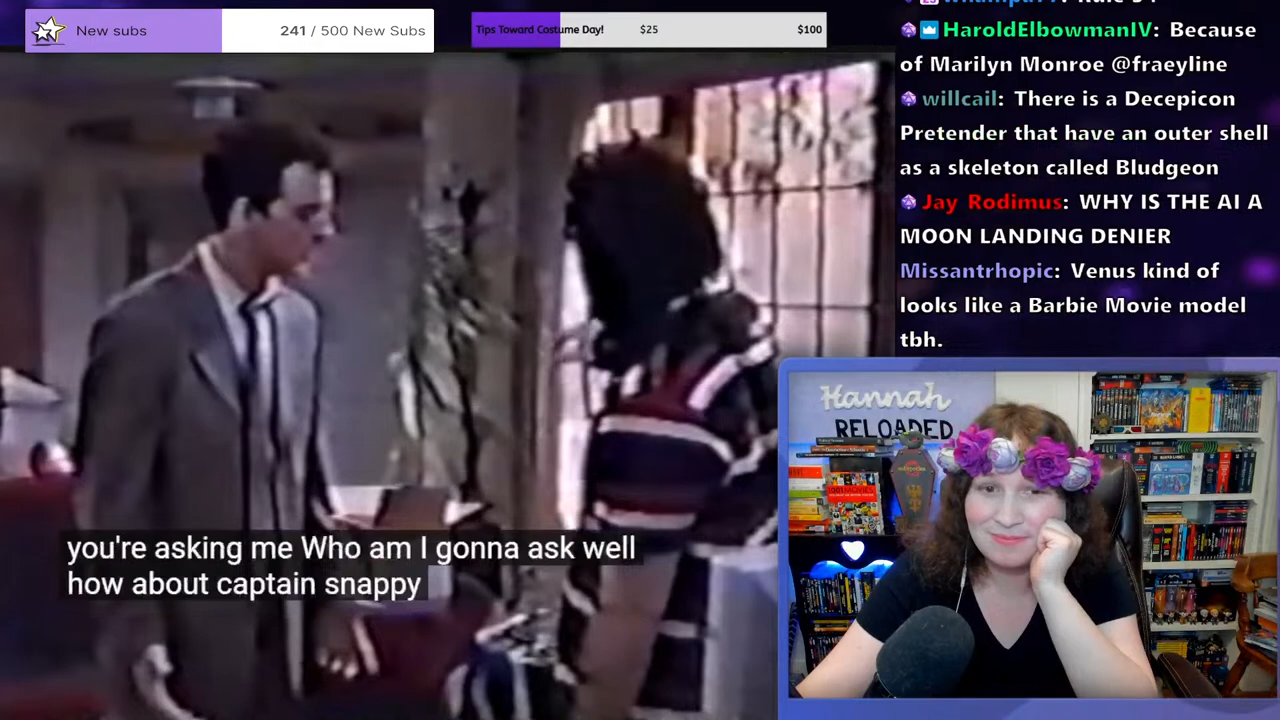 New subs
241 / 500 New Subs
Tips Toward Costume Day!
$25
$100
HaroldElbowmanIV: Because
of Marilyn Monroe @fraeyline
willcail: There is a Decepicon
Pretender that have an outer shell
as a skeleton called Bludgeon
Jay_Rodimus: WHY IS THE AI A
MOON LANDING DENIER
Missantrhopic: Venus kind of
looks like a Barbie Movie model
tbh.
you're asking me Who am I gonna ask well
how about captain snappy
Hannah
RELOADED